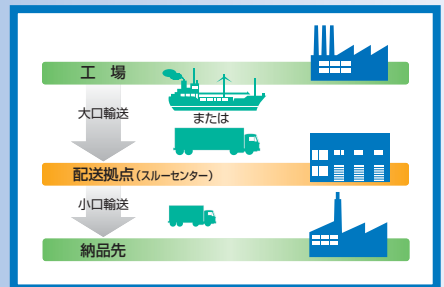 工 場
大口輸送
または
配送拠点(スルーセンター)
小口輸送
納品先